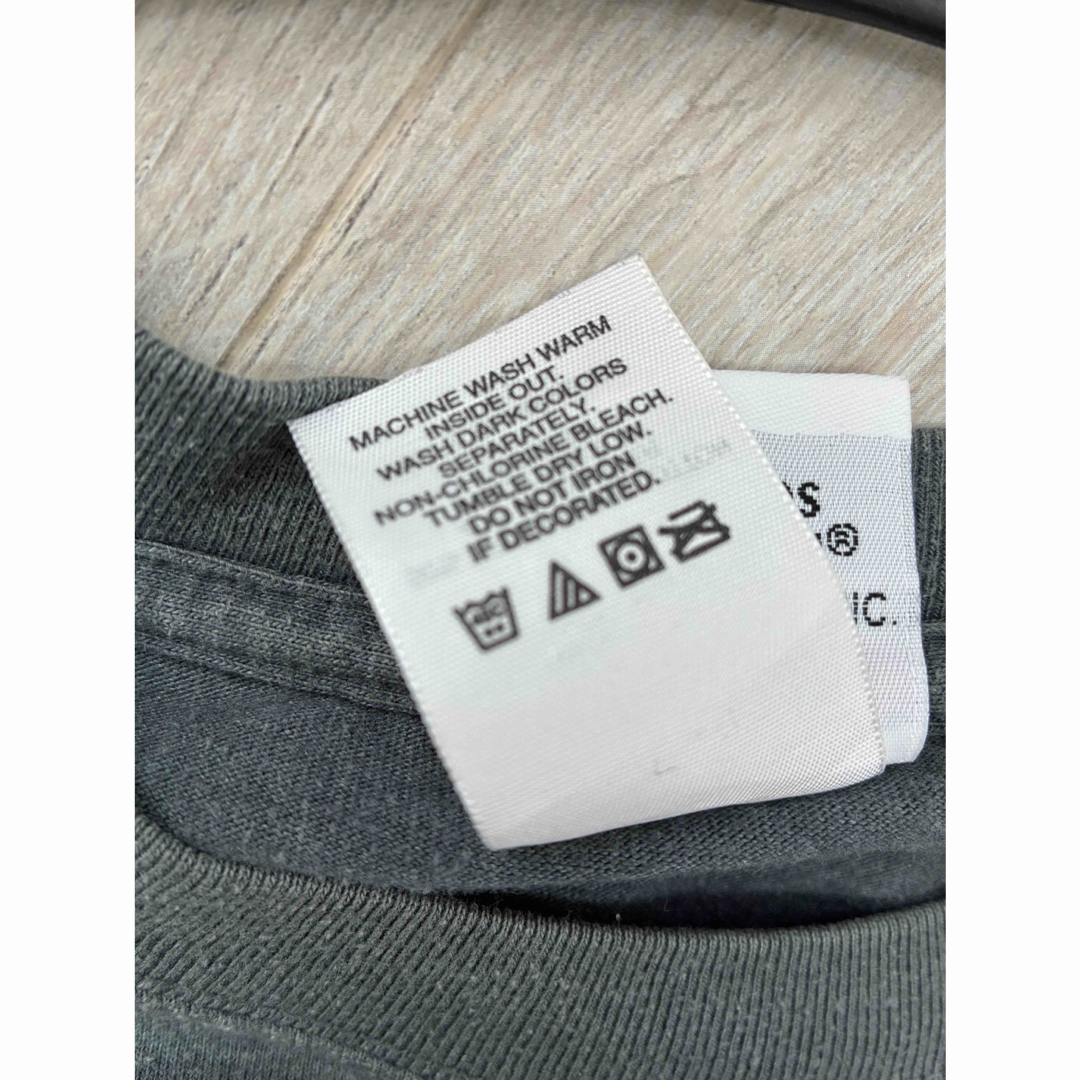 MACHINE WASH WARM
INSIDE OUT.
WASH DARK COLORS
SEPARATELY.
NON-CHLORINE BLEACH.
TUMBLE DRY LOW.
DO NOT IRON
IF DECORATED.